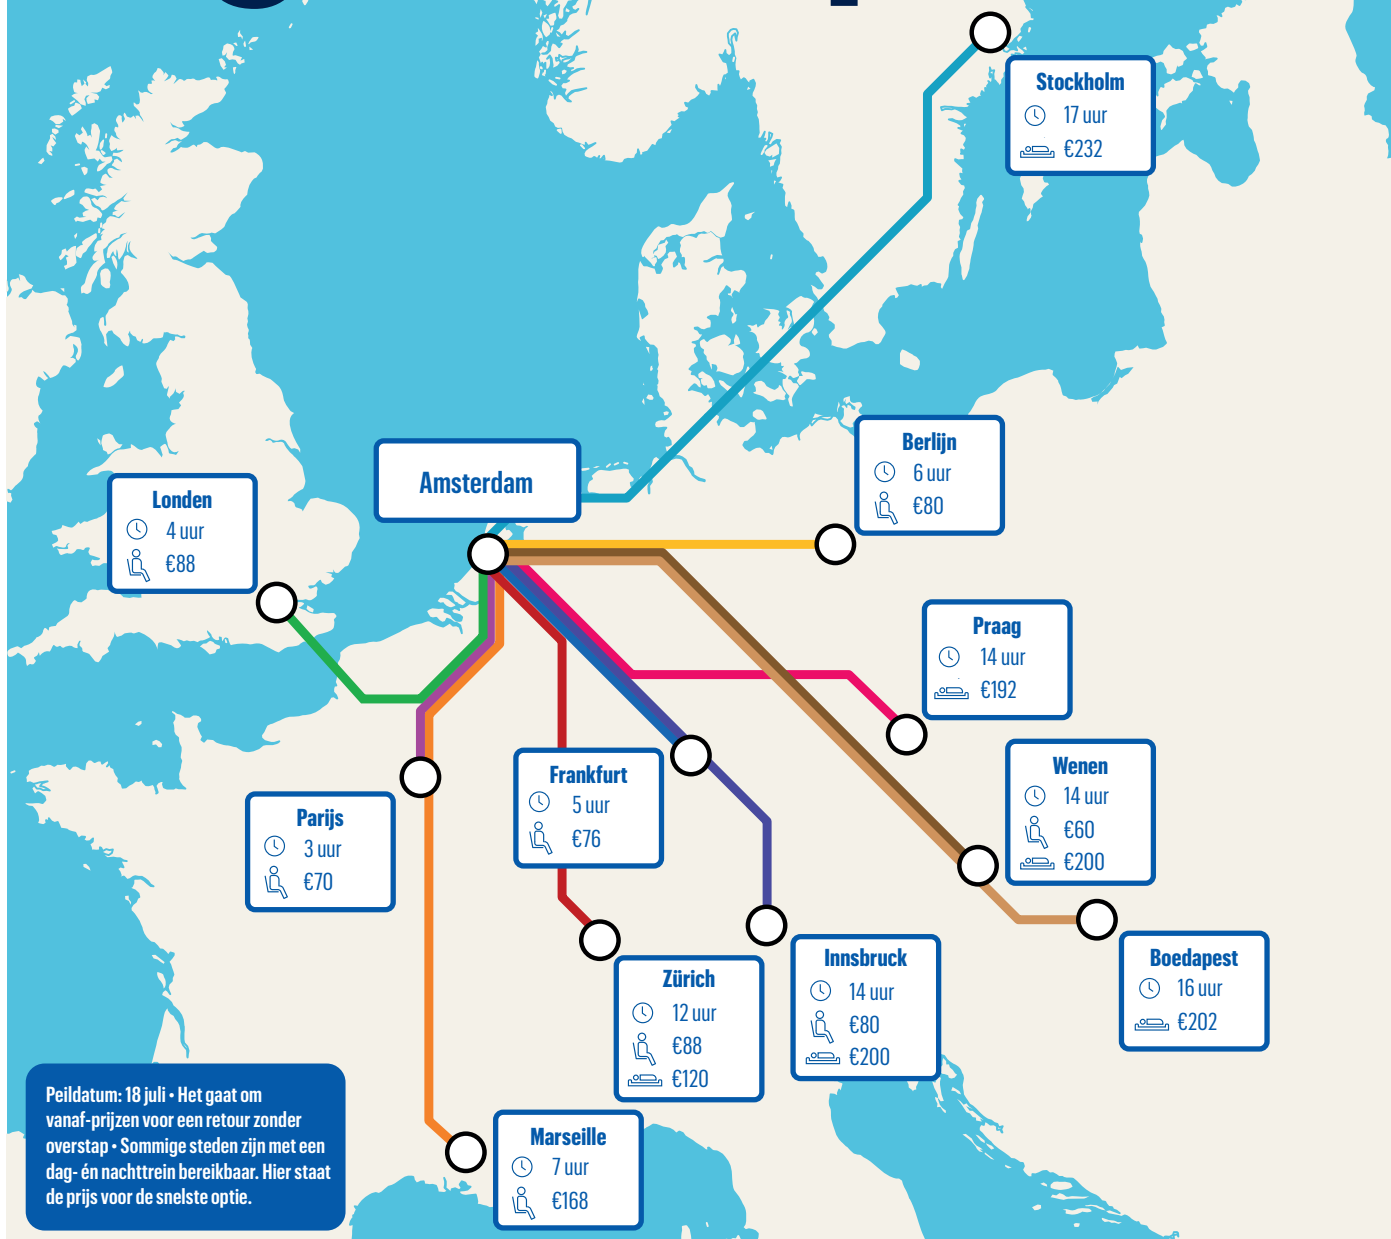 Stockholm
17 uur
€232
Berlijn
6 uur
€80
Amsterdam
Londen
4 uur
€88
Praag
14 uur
€192
Wenen
14 uur
€60
€200
Frankfurt
5 uur
€76
Parijs
3 uur
€70
Boedapest
16 uur
€202
Innsbruck
14 uur
€80
€200
Zürich
12 uur
€88
€120
Marseille
7 uur
€168
Peildatum: 18 juli • Het gaat om
vanaf-prijzen voor een retour zonder
overstap • Sommige steden zijn met een
dag- én nachttrein bereikbaar. Hier staat
de prijs voor de snelste optie.